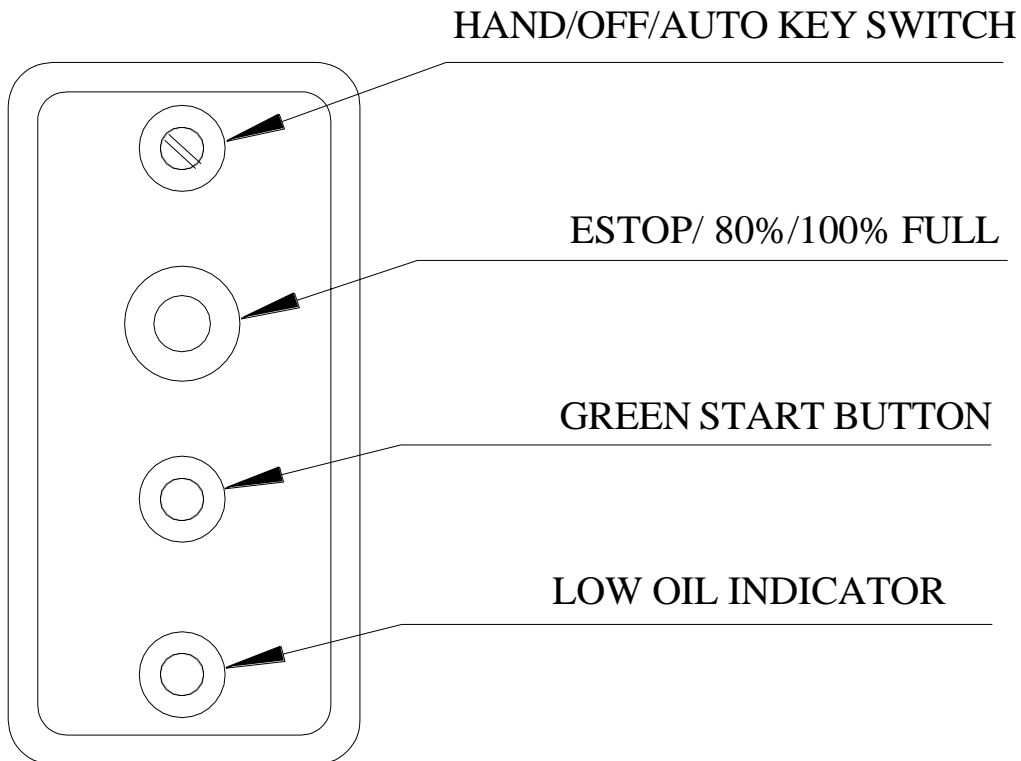 HAND/OFF/AUTO KEY SWITCH
ESTOP/ 80%/100% FULL
GREEN START BUTTON
LOW OIL INDICATOR